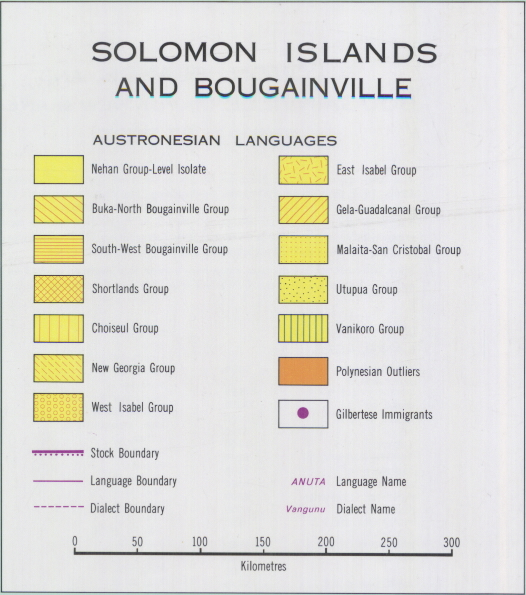 SOLOMON ISLANDS
AND BOUGAINVILLE
AUSTRONESIAN LANGUAGES
Nehan Group-Level Isolate
Buka-North Bougainville Group
South-West Bougainville Group
Shortlands Group
Choiseul Group
New Georgia Group
West Isabel Group
East Isabel Group
Gela-Guadalcanal Group
Malaita-San Cristobal Group
Utupua Group
Vanikoro Group
Polynesian Outliers
Gilbertese Immigrants
Stock Boundary
Language Boundary
Dialect Boundary
ANUTA Language Name
Vangunu Dialect Name
0 50 100 150 200 250 300
Kilometres